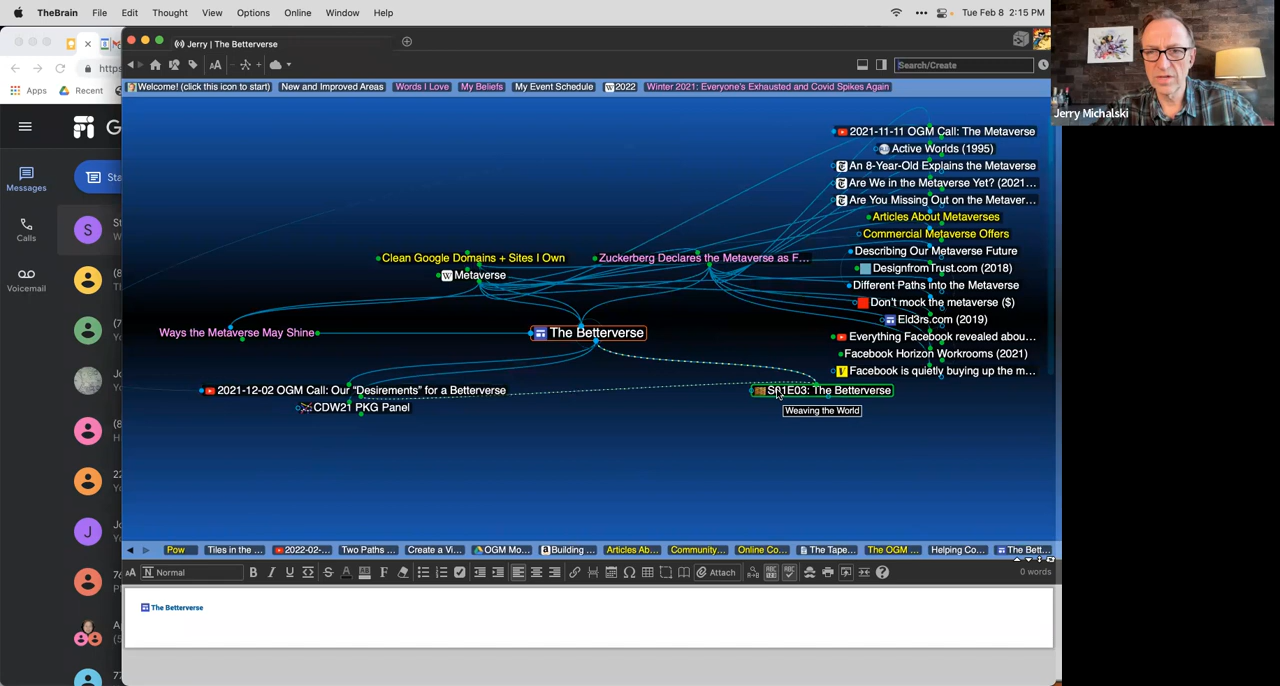 TheBrain File Edit Thought View Options Online Window Help
Tue Feb 8 2:15 PM
Jerry | The Betterverse
https
Search/Create
Apps Recent
Welcome! (click this icon to start) New and Improved Areas Words I Love My Beliefs My Event Schedule 2022 Winter 2021: Everyone's Exhausted and Covid Spikes Again
Jerry Michalski
G
2021-11-11 OGM Call: The Metaverse
Active Worlds (1995)
An 8-Year-Old Explains the Metaverse
Are We in the Metaverse Yet? (2021...
Are You Missing Out on the Metaver...
Articles About Metaverses
Commercial Metaverse Offers
Describing Our Metaverse Future
DesignfromTrust.com (2018)
Different Paths into the Metaverse
Don't mock the metaverse ($)
Eld3rs.com (2019)
Everything Facebook revealed abou...
Facebook Horizon Workrooms (2021)
Facebook is quietly buying up the m...
Messages
Sta
Calls
Voicemail
Clean Google Domains + Sites I Own
Zuckerberg Declares the Metaverse as F...
Metaverse
Ways the Metaverse May Shine
The Betterverse
2021-12-02 OGM Call: Our "Desirements" for a Betterverse
CDW21 PKG Panel
S01E03: The Betterverse
Weaving the World
S
J
Pow Tiles in the ... 2022-02-... Two Paths ... Create a Vi... OGM Mo... Building ... Articles Ab... Community... Online Co... The Tape... The OGM ... Helping Co... The Bett...
Normal
Attach
0 words
The Betterverse